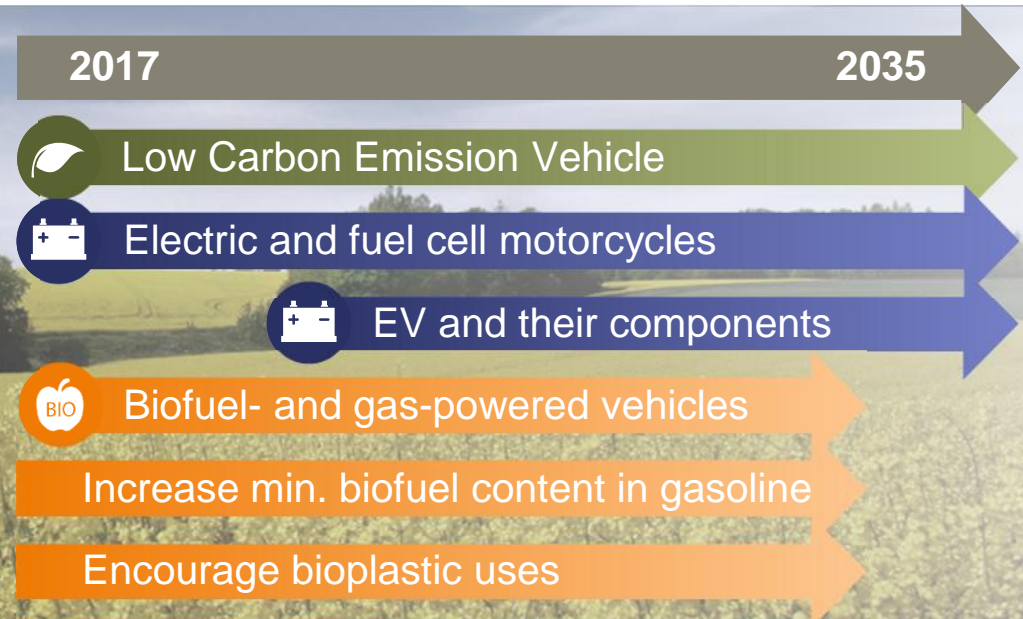 2017 2035
Low Carbon Emission Vehicle
+ - Electric and fuel cell motorcycles
+ - EV and their components
BIO Biofuel- and gas-powered vehicles
Increase min. biofuel content in gasoline
Encourage bioplastic uses